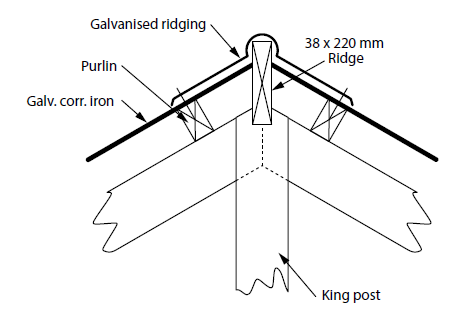 Galvanised ridging
38 x 220 mm
Ridge
Purlin
Galv. corr. Iron
King post